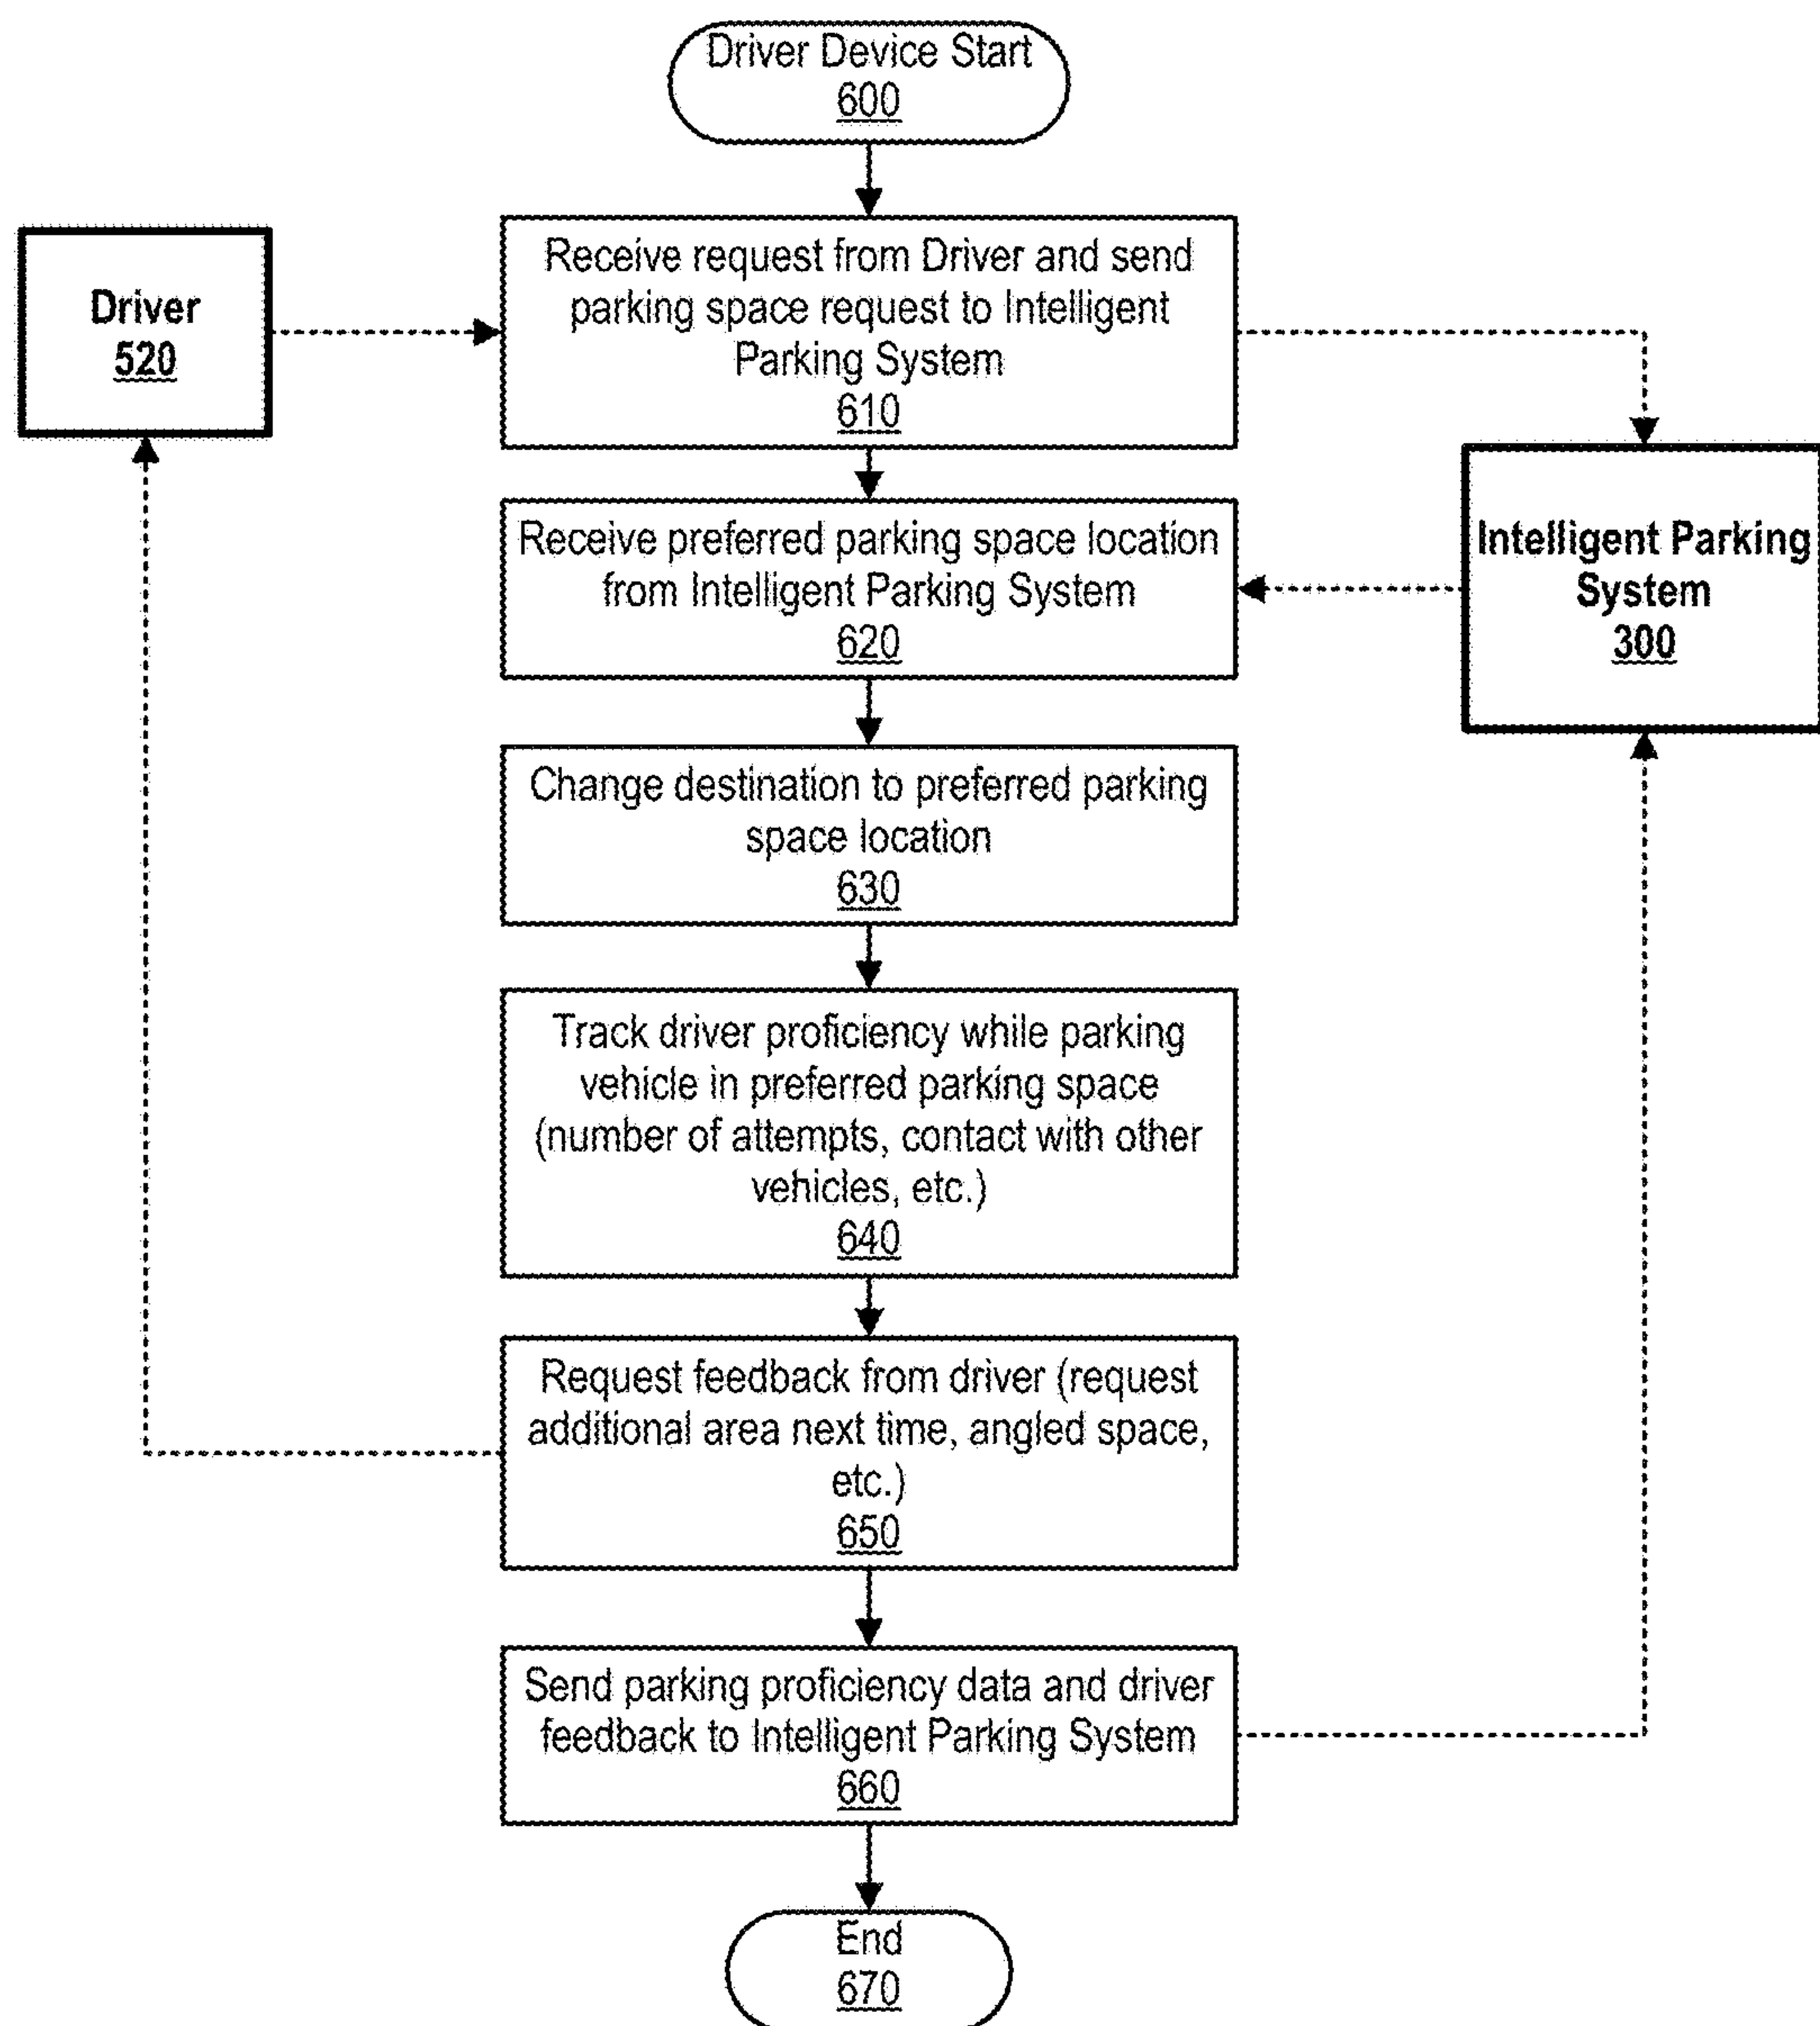 Driver Device Start
600
Receive request from Driver and send
parking space request to Intelligent
Parking System
610
Driver
520
Receive preferred parking space location
from Intelligent Parking System
620
Intelligent Parking
System
300
Change destination to preferred parking
space location
630
Track driver proficiency while parking
vehicle in preferred parking space
(number of attempts, contact with other
vehicles, etc.)
640
Request feedback from driver (request
additional area next time, angled space,
etc.)
650
Send parking proficiency data and driver
feedback to Intelligent Parking System
660
End
670